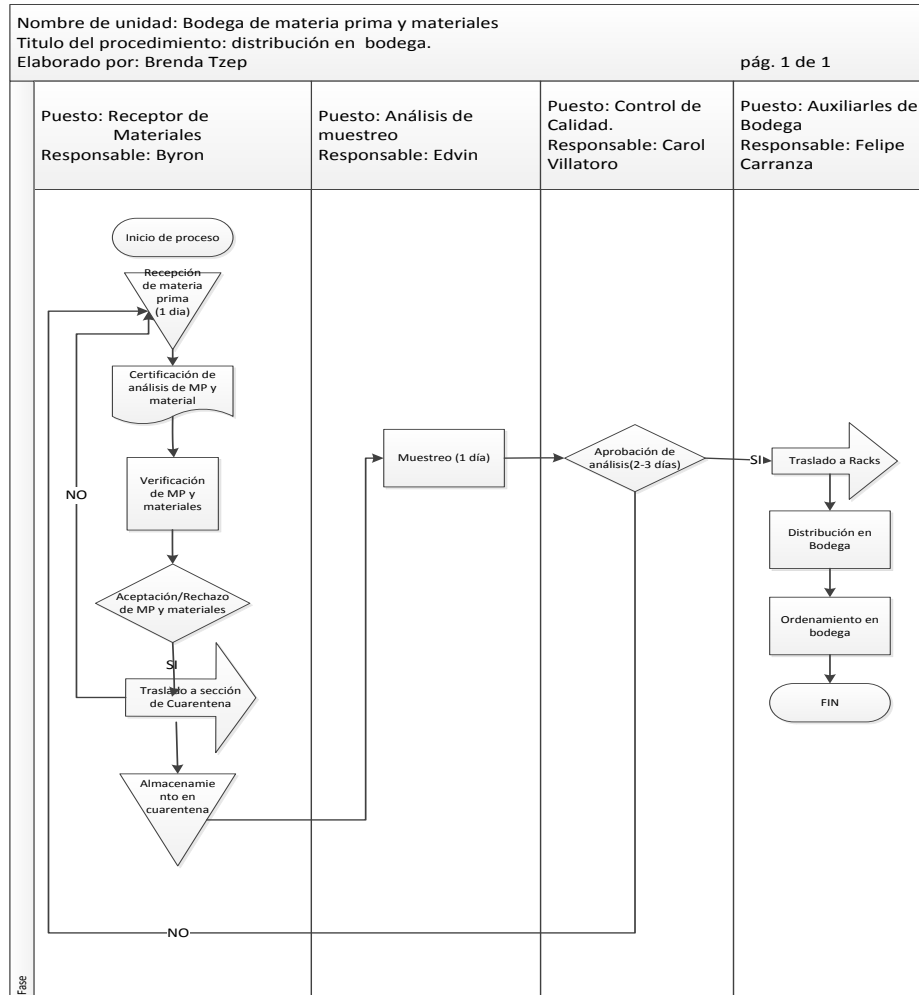 Nombre de unidad: Bodega de materia prima y materiales
Titulo del procedimiento: distribución en bodega.
Elaborado por: Brenda Tzep
pág. 1 de 1
Puesto: Receptor de
Materiales
Responsable: Byron
Puesto: Análisis de
muestreo
Responsable: Edvin
Puesto: Control de
Calidad.
Responsable: Carol
Villatoro
Puesto: Auxiliarles de
Bodega
Responsable: Felipe
Carranza
Inicio de proceso
Recepción
de materia
prima
(1 dia)
Certificación de
análisis de MP y
material
Verificación
de MP y
materiales
NO
Aceptación/Rechazo
de MP y materiales
SI
Traslado a sección
de Cuarentena
Almacenamie
nto en
cuarentena
Muestreo (1 día)
Aprobación de
análisis(2-3 días)
SI
Traslado a Racks
Distribución en
Bodega
Ordenamiento en
bodega
FIN
NO
Fase